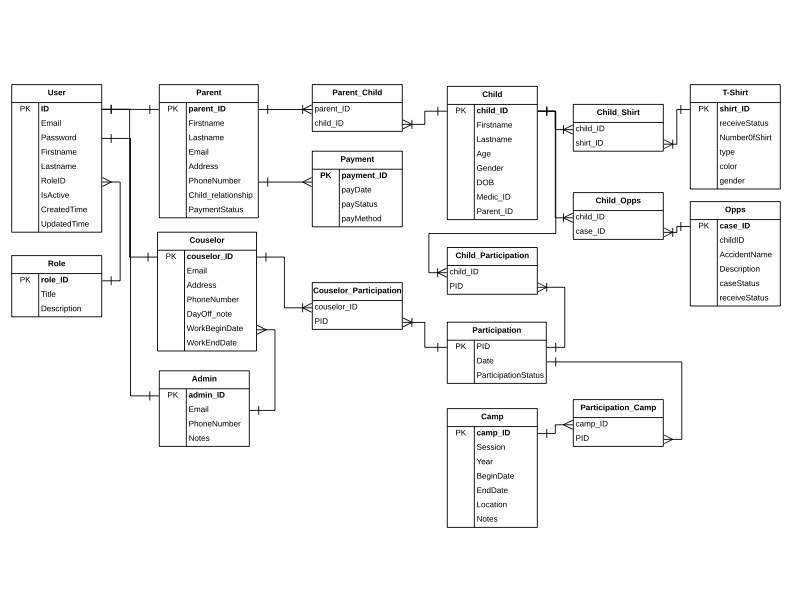 User
PK ID
Email
Password
Firstname
Lastname
RoleID
IsActive
CreatedTime
UpdatedTime
Role
PK role_ID
Title
Description
Parent
PK parent_ID
Firstname
Lastname
Email
Address
PhoneNumber
Child_relationship
PaymentStatus
Couselor
PK couselor_ID
Email
Address
PhoneNumber
DayOff_note
WorkBeginDate
WorkEndDate
Admin
PK admin_ID
Email
PhoneNumber
Notes
Parent_Child
parent_ID
child_ID
Payment
PK payment_ID
payDate
payStatus
payMethod
Couselor_Participation
couselor_ID
PID
Child
PK child_ID
Firstname
Lastname
Age
Gender
DOB
Medic_ID
Parent_ID
Child_Participation
child_ID
PID
Participation
PK PID
Date
ParticipationStatus
Camp
PK camp_ID
Session
Year
BeginDate
EndDate
Location
Notes
Child_Shirt
child_ID
shirt_ID
Child_Opps
child_ID
case_ID
Participation_Camp
camp_ID
PID
T-Shirt
PK shirt_ID
receiveStatus
Number0fShirt
type
color
gender
Opps
PK case_ID
childID
AccidentName
Description
caseStatus
receiveStatus